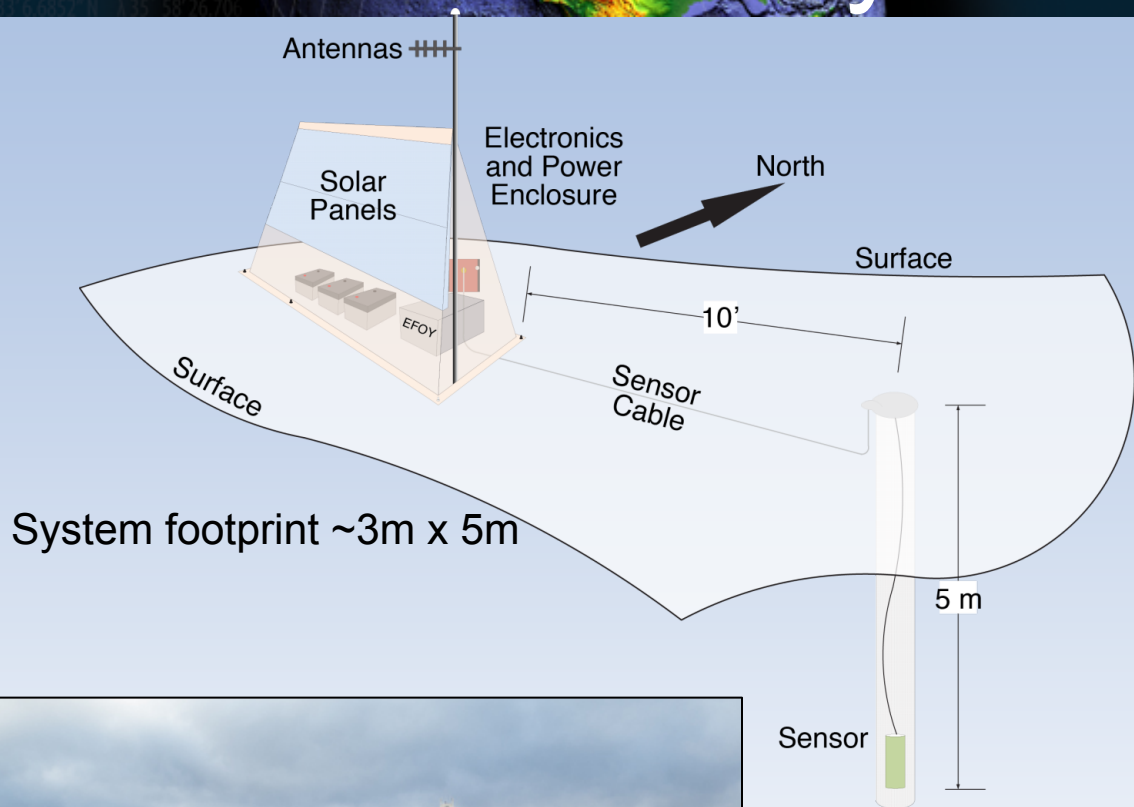 Antennas
Electronics
and Power
Enclosure
North
Solar
Panels
Surface
10'
EFOY
Surface
Sensor
Cable
System footprint ~3m x 5m
5 m
Sensor